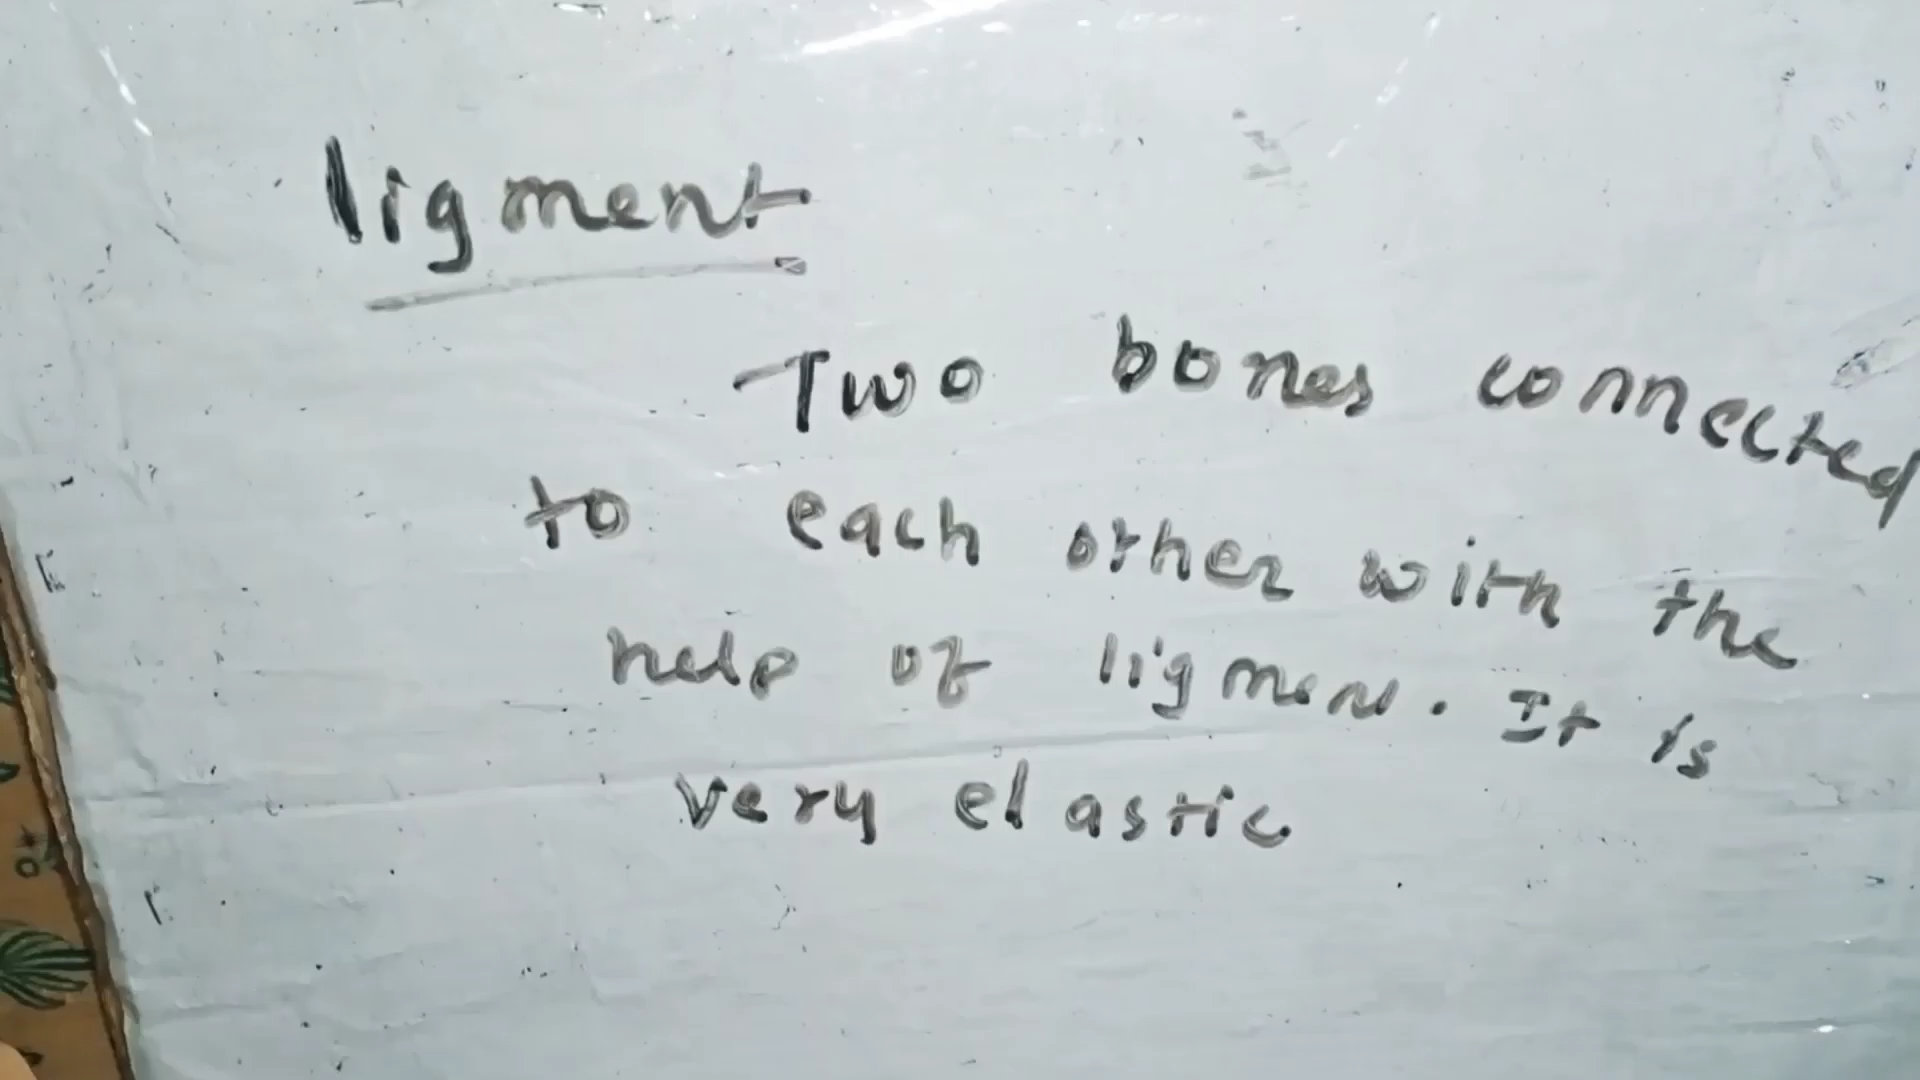 ligment
Two bones connected
to each other with the
help of ligment. It is
very elastic